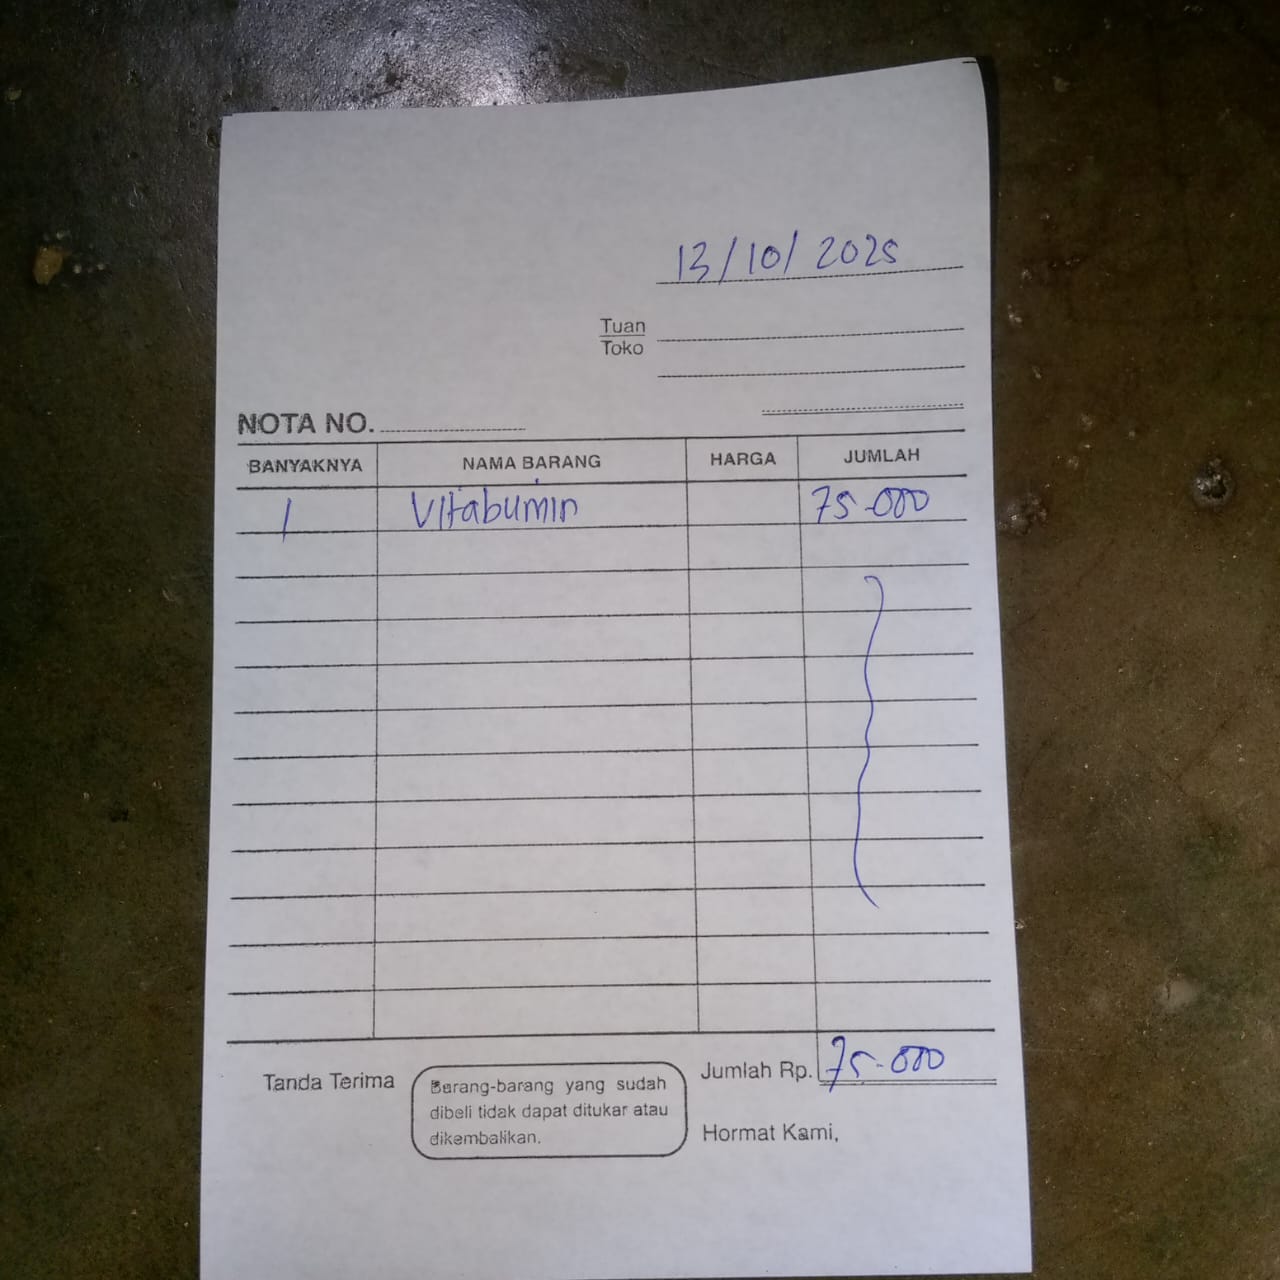 13/10/2025
Tuan
Toko
NOTA NO.
BANYAKNYA NAMA BARANG HARGA JUMLAH
1 Vitabumin 75.000
Jumlah Rp. 75.000
Tanda Terima
Barang-barang yang sudah
dibeli tidak dapat ditukar atau
dikembalikan.
Hormat Kami,